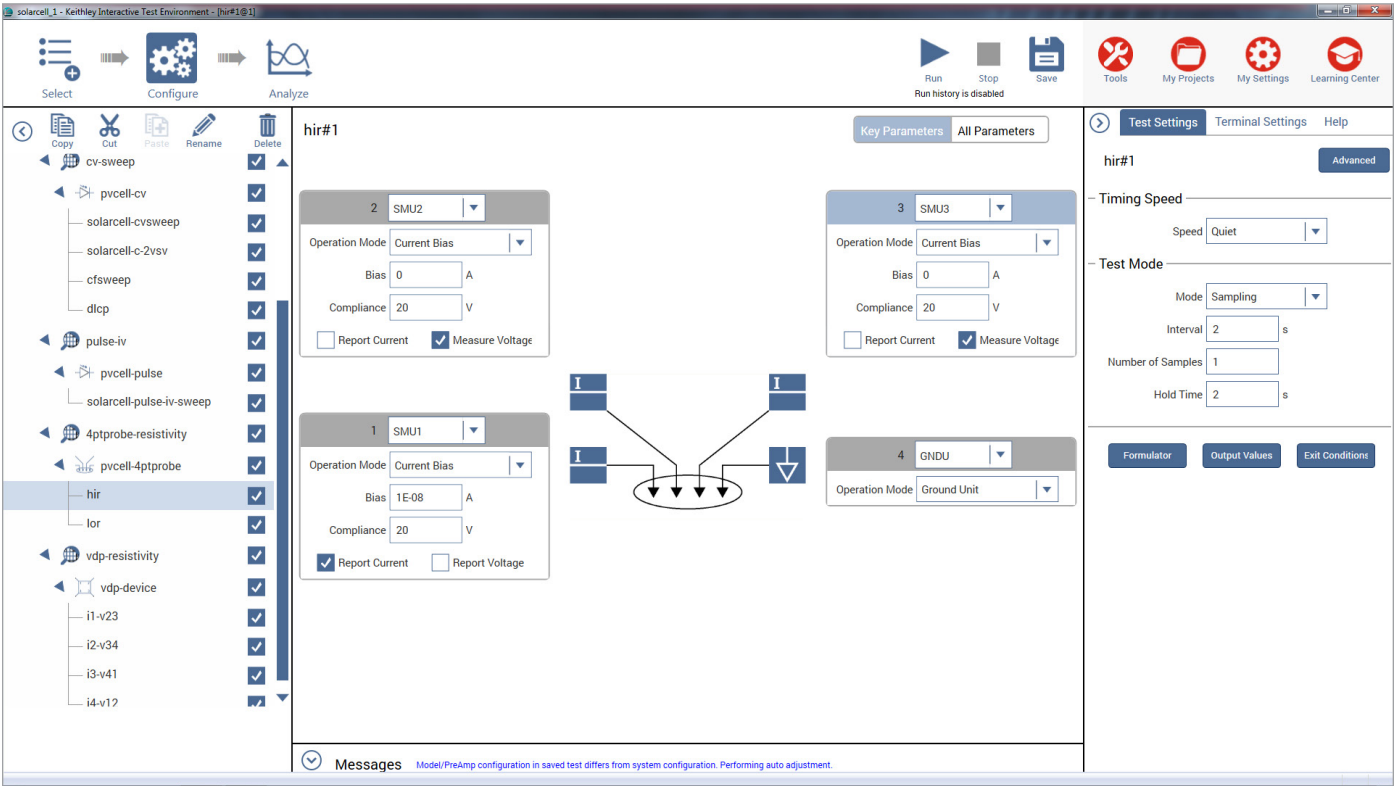 solarcell_1 - Keithley Interactive Test Environment - [hir#1@1]
Select
Configure
Analyze
Run
Stop
Save
Run history is disabled
Tools
My Projects
My Settings
Learning Center
Copy
Cut
Paste
Rename
Delete
cv-sweep
pvcell-cv
solarcell-cvsweep
solarcell-c-2vsv
cfsweep
dlcp
pulse-iv
pvcell-pulse
solarcell-pulse-iv-sweep
4ptprobe-resistivity
pvcell-4ptprobe
hir
lor
vdp-resistivity
vdp-device
i1-v23
i2-v34
i3-v41
i4-v12
hir#1
Key Parameters All Parameters
2 SMU2
Operation Mode Current Bias
Bias 0 A
Compliance 20 V
Report Current Measure Voltage
3 SMU3
Operation Mode Current Bias
Bias 0 A
Compliance 20 V
Report Current Measure Voltage
I
I
I
1 SMU1
Operation Mode Current Bias
Bias 1E-08 A
Compliance 20 V
Report Current Report Voltage
4 GNDU
Operation Mode Ground Unit
Messages Model/PreAmp configuration in saved test differs from system configuration. Performing auto adjustment.
Test Settings Terminal Settings Help
hir#1 Advanced
Timing Speed
Speed Quiet
Test Mode
Mode Sampling
Interval 2 s
Number of Samples 1
Hold Time 2 s
Formulator Output Values Exit Conditions